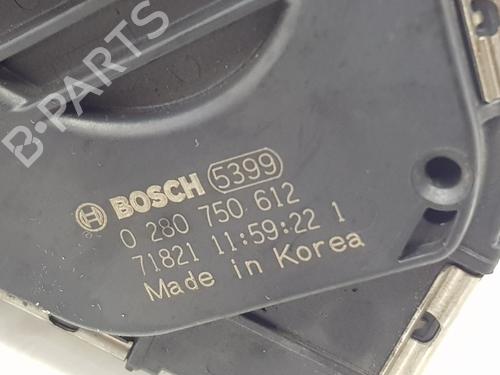 B-PARTS
BOSCH 5399
0 280 750 612
71821 11:59:22 1
Made in Korea